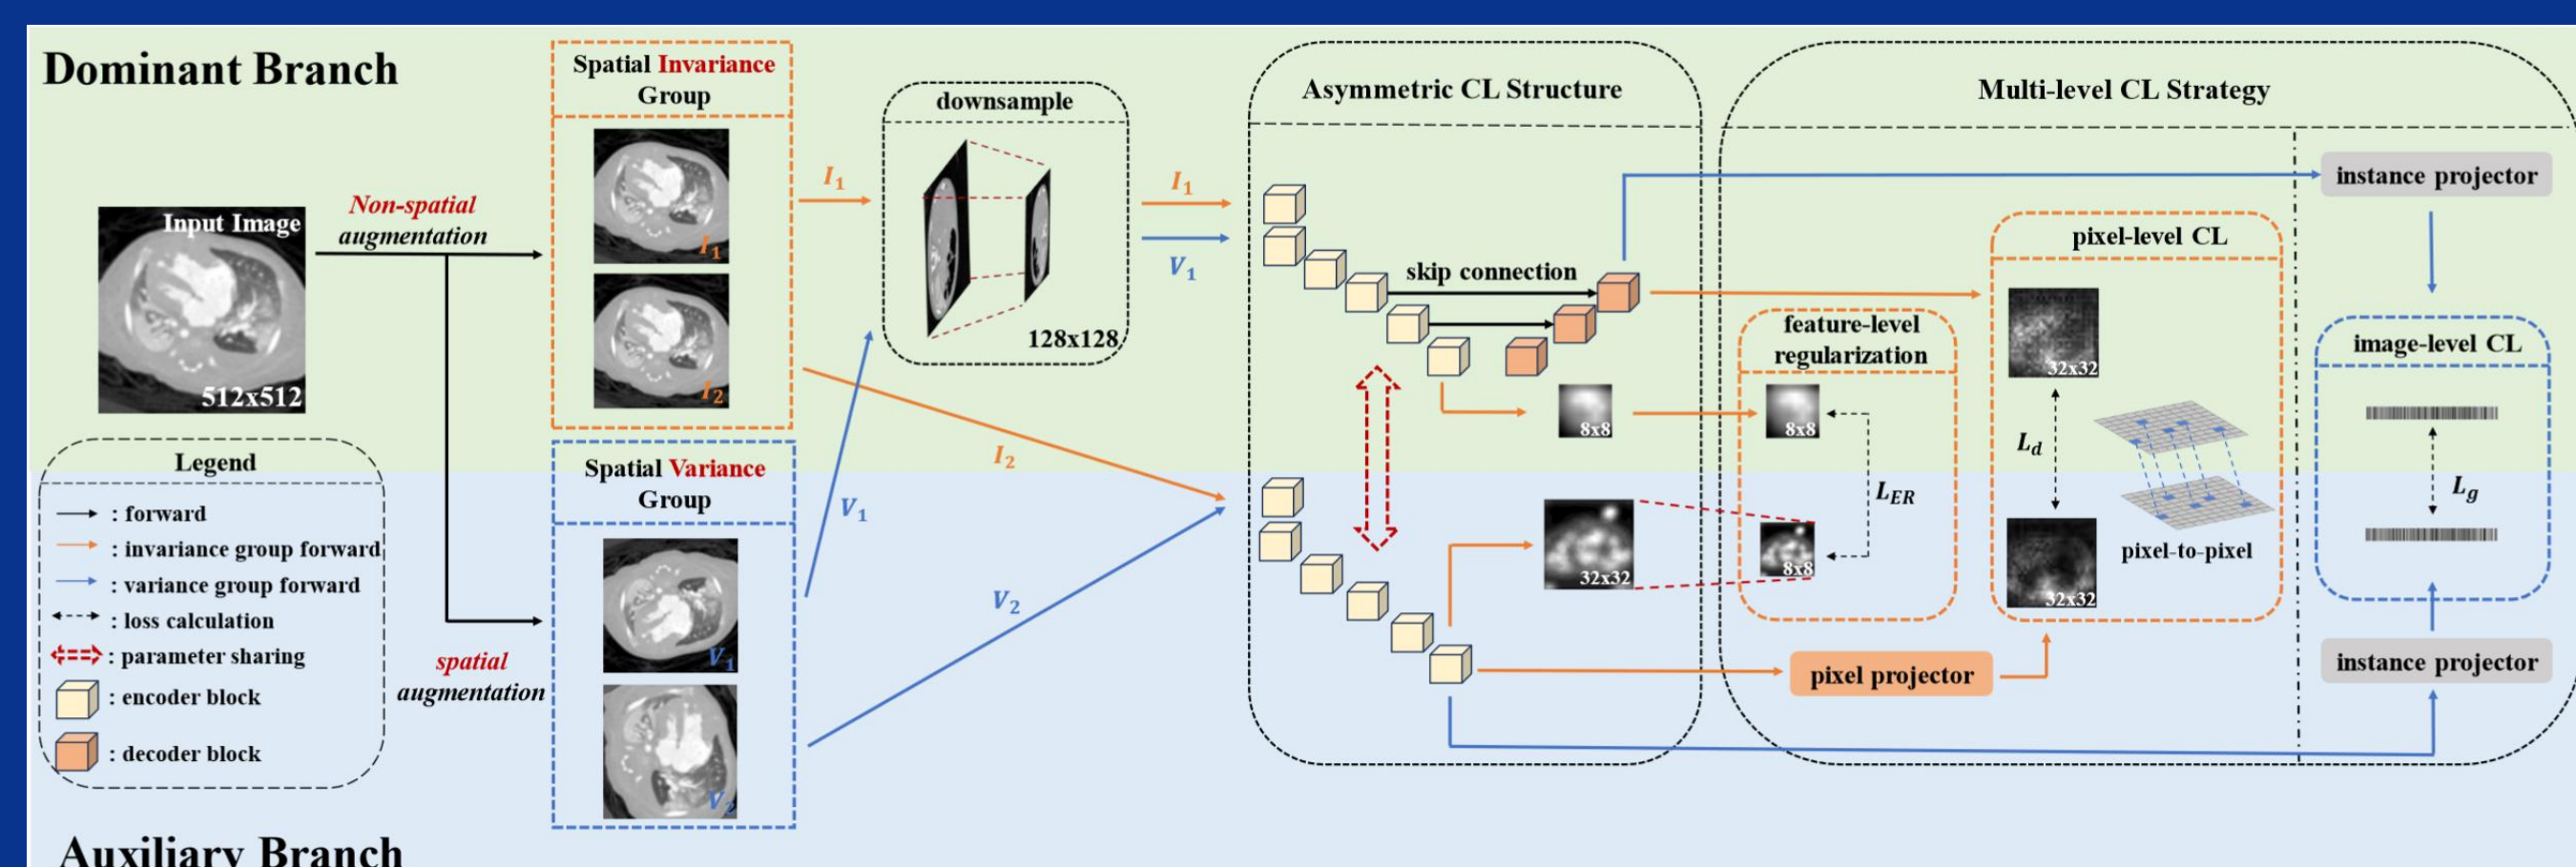 Dominant Branch
Input Image
512x512
Non-spatial
augmentation
spatial
augmentation
Legend
: forward
: invariance group forward
: variance group forward
: loss calculation
: parameter sharing
: encoder block
: decoder block
Spatial Invariance
Group
I₁
I₂
Spatial Variance
Group
V₁
V₂
I₁
downsample
128x128
I₁
V₁
I₂
V₁
V₂
Asymmetric CL Structure
skip connection
8x8
32x32
Multi-level CL Strategy
feature-level
regularization
8x8
L_ER
8x8
pixel-level CL
32x32
L_d
32x32
pixel-to-pixel
pixel projector
instance projector
image-level CL
L_g
instance projector
Auxiliary Branch